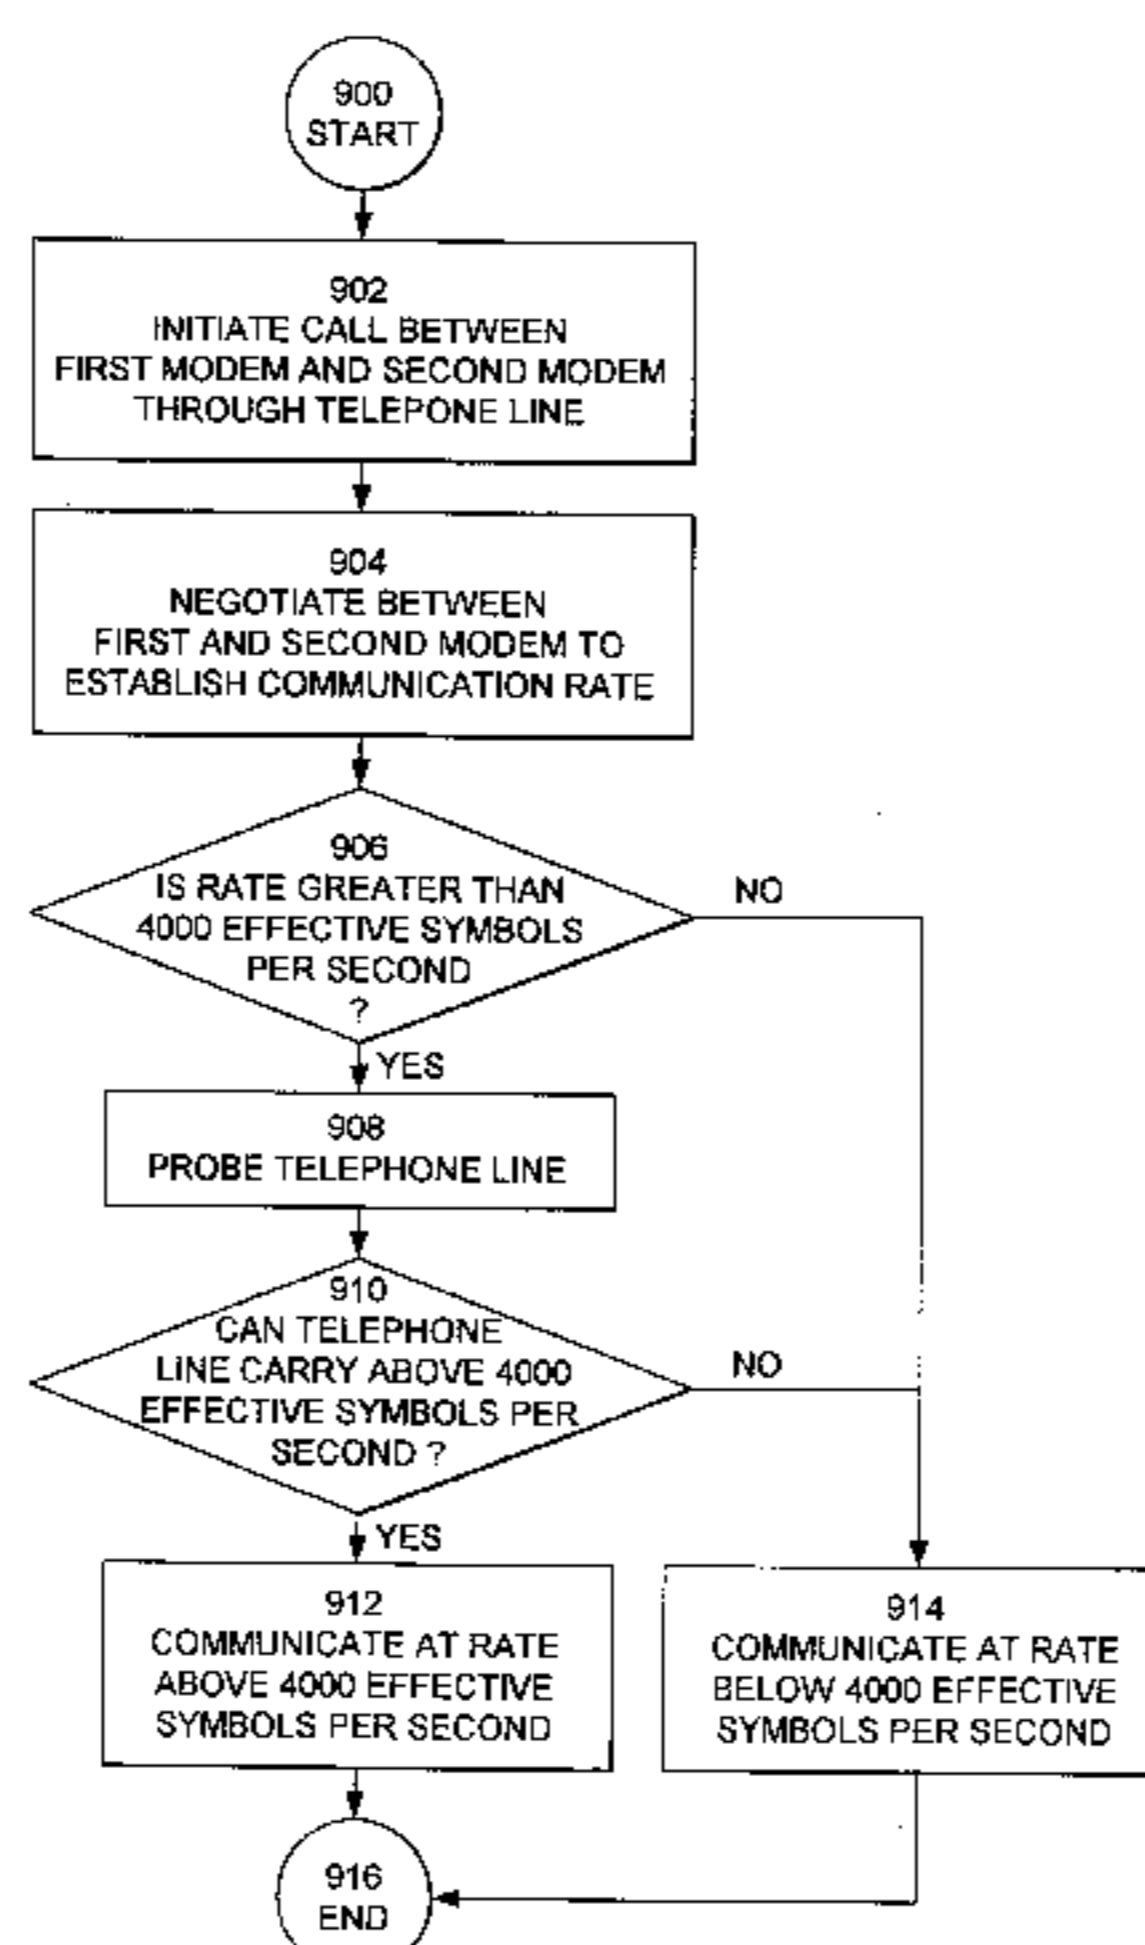 900
START
902
INITIATE CALL BETWEEN
FIRST MODEM AND SECOND MODEM
THROUGH TELEPONE LINE
904
NEGOTIATE BETWEEN
FIRST AND SECOND MODEM TO
ESTABLISH COMMUNICATION RATE
906
IS RATE GREATER THAN
4000 EFFECTIVE SYMBOLS
PER SECOND
?
NO
YES
908
PROBE TELEPHONE LINE
910
CAN TELEPHONE
LINE CARRY ABOVE 4000
EFFECTIVE SYMBOLS PER
SECOND ?
NO
YES
912
COMMUNICATE AT RATE
ABOVE 4000 EFFECTIVE
SYMBOLS PER SECOND
914
COMMUNICATE AT RATE
BELOW 4000 EFFECTIVE
SYMBOLS PER SECOND
916
END